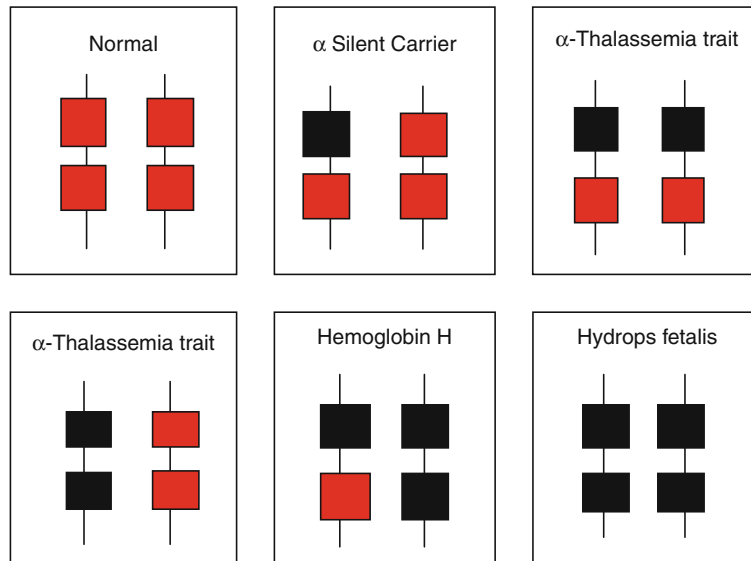 Normal
α Silent Carrier
α-Thalassemia trait
α-Thalassemia trait
Hemoglobin H
Hydrops fetalis